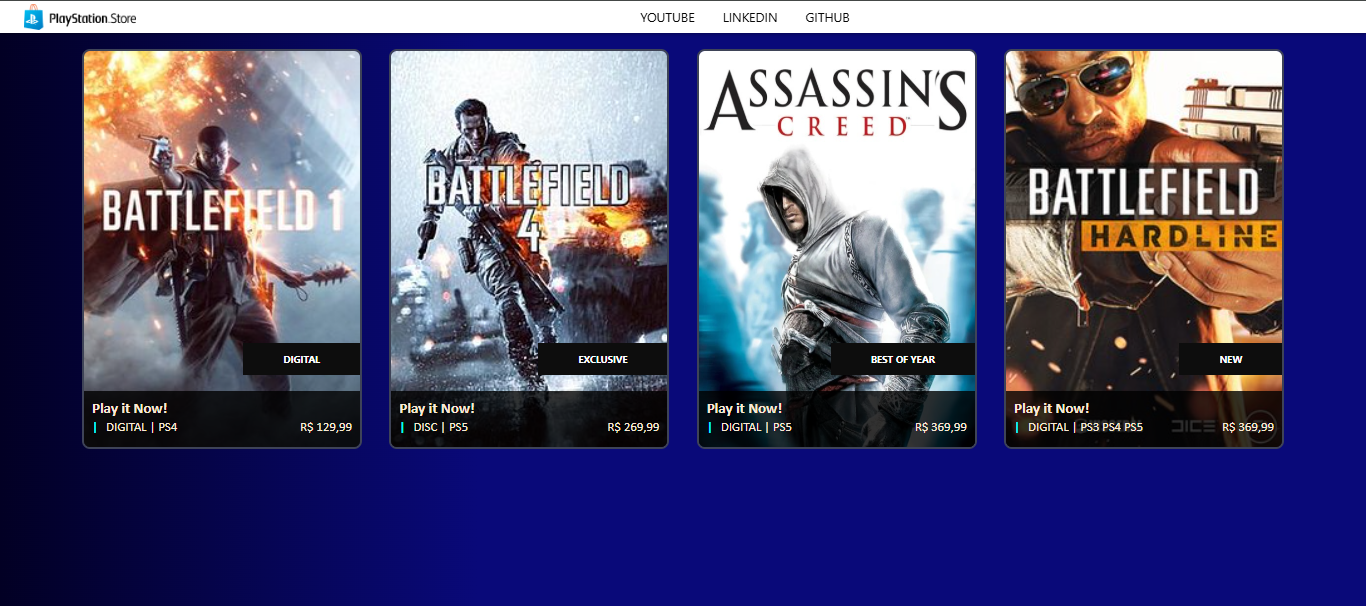 PlayStation.Store
YOUTUBE LINKEDIN GITHUB
BATTLEFIELD 1
DIGITAL
Play it Now!
| DIGITAL | PS4 R$ 129,99
BATTLEFIELD
4
EXCLUSIVE
Play it Now!
| DISC | PS5 R$ 269,99
ASSASSIN'S
CREED™
BEST OF YEAR
Play it Now!
| DIGITAL | PS5 R$ 369,99
BATTLEFIELD™
HARDLINE
NEW
Play it Now!
| DIGITAL | PS3 PS4 PS5 R$ 369,99
DICE